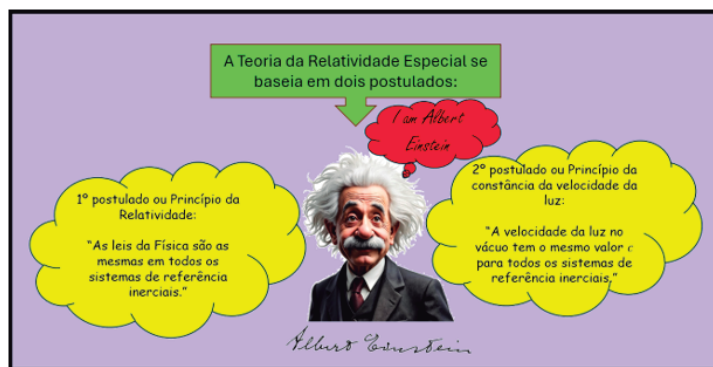 A Teoria da Relatividade Especial se
baseia em dois postulados:
I am Albert
Einstein
1º postulado ou Princípio da
Relatividade:
“As leis da Física são as
mesmas em todos os
sistemas de referência
inerciais.”
2º postulado ou Princípio da
constância da velocidade da
luz:
“A velocidade da luz no
vácuo tem o mesmo valor c
para todos os sistemas de
referência inerciais.”
Albert Einstein